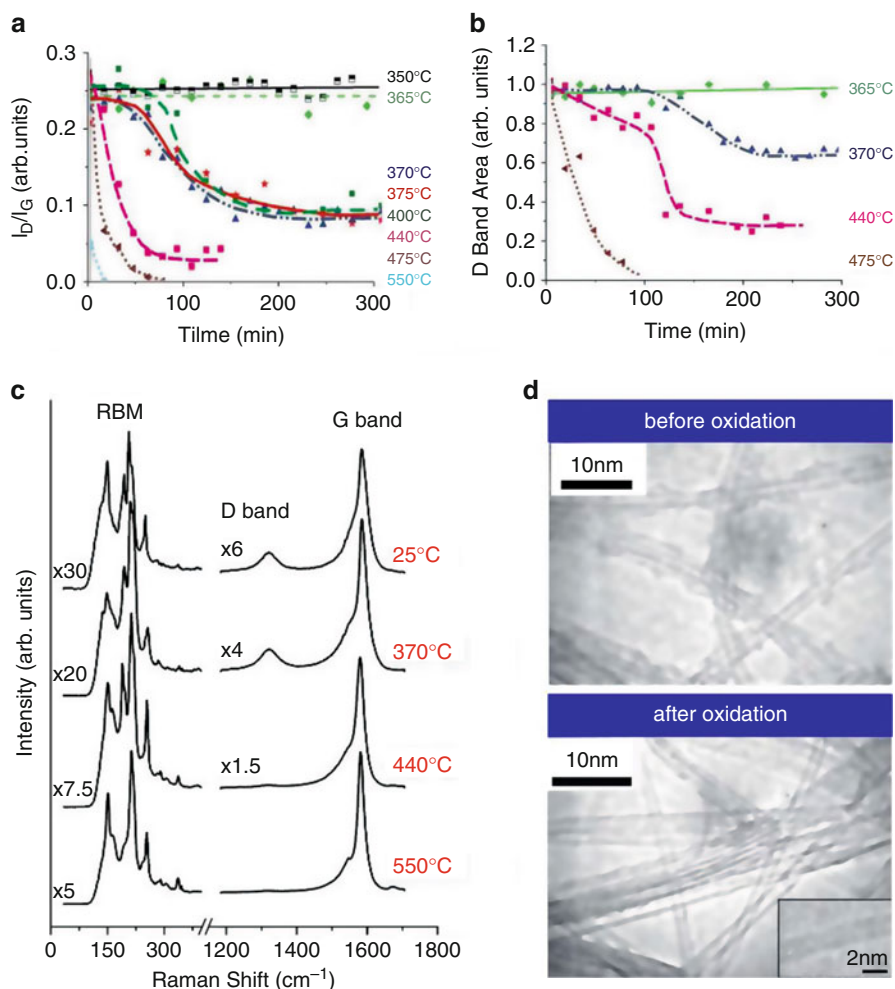 a
0.3
0.2
0.1
0.0
I_D/I_G (arb.units)
0
100
200
300
Tilme (min)
350°C
365°C
370°C
375°C
400°C
440°C
475°C
550°C
b
1.2
1.0
0.8
0.6
0.4
0.2
0.0
D Band Area (arb. units)
0
100
200
300
Time (min)
365°C
370°C
440°C
475°C
c
RBM
G band
D band
x30
x6
25°C
x20
x4
370°C
x7.5
x1.5
440°C
x5
550°C
Intensity (arb. units)
0
150
300
1200
1400
1600
1800
Raman Shift (cm⁻¹)
d
before oxidation
10nm
after oxidation
10nm
2nm